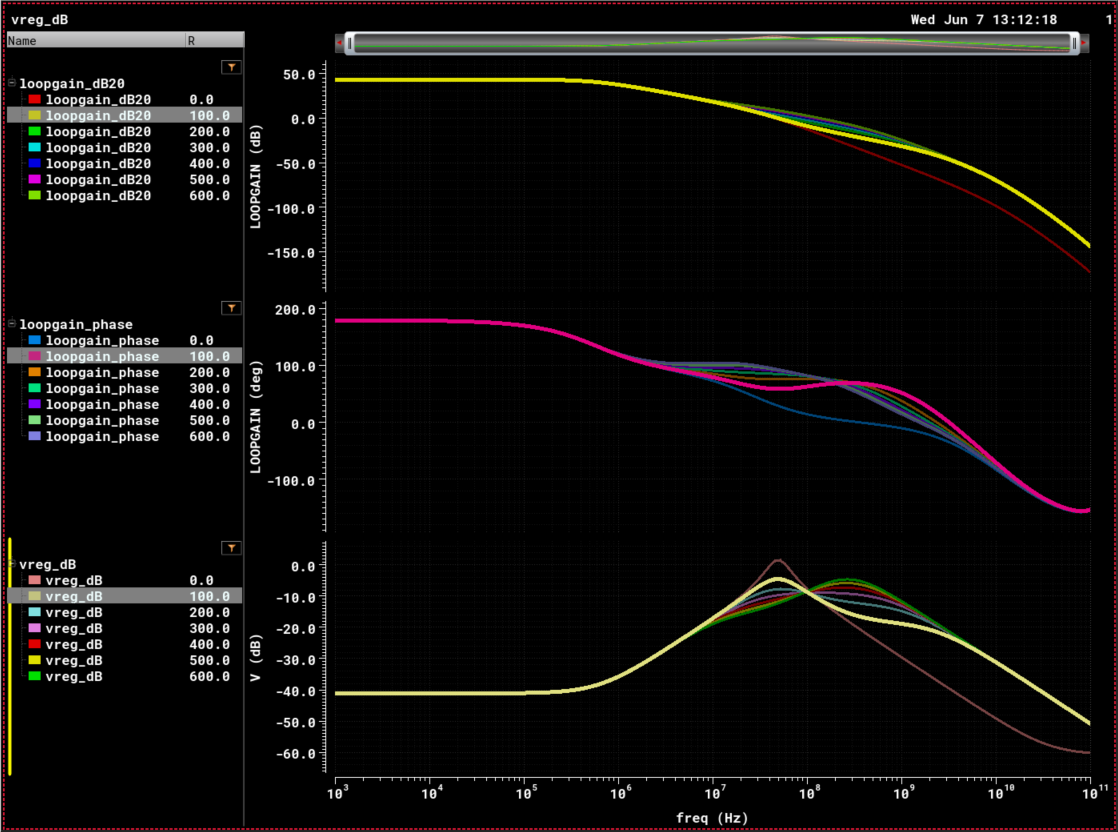 vreg_dB
Wed Jun 7 13:12:18 1
Name R
loopgain_dB20
loopgain_dB20 0.0
loopgain_dB20 100.0
loopgain_dB20 200.0
loopgain_dB20 300.0
loopgain_dB20 400.0
loopgain_dB20 500.0
loopgain_dB20 600.0
loopgain_phase
loopgain_phase 0.0
loopgain_phase 100.0
loopgain_phase 200.0
loopgain_phase 300.0
loopgain_phase 400.0
loopgain_phase 500.0
loopgain_phase 600.0
vreg_dB
vreg_dB 0.0
vreg_dB 100.0
vreg_dB 200.0
vreg_dB 300.0
vreg_dB 400.0
vreg_dB 500.0
vreg_dB 600.0
LOOPGAIN (dB)
50.0
0.0
-50.0
-100.0
-150.0
LOOPGAIN (deg)
200.0
100.0
0.0
-100.0
V (dB)
0.0
-10.0
-20.0
-30.0
-40.0
-50.0
-60.0
10³ 10⁴ 10⁵ 10⁶ 10⁷ 10⁸ 10⁹ 10¹⁰ 10¹¹
freq (Hz)